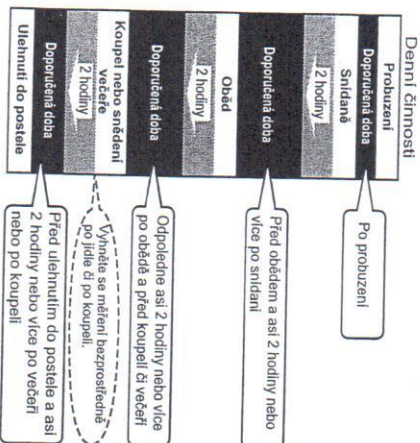 Denní činnosti
Probuzení
Doporučená doba
Po probuzení
Snídaně
2 hodiny
Doporučená doba
Před obědem a asi 2 hodiny nebo
více po snídani
Oběd
2 hodiny
Doporučená doba
Odpoledne asi 2 hodiny nebo více
po obědě a před koupelí či večeří
Koupel nebo snědení
večeře
Vyhněte se měření bezprostředně
po jídle či po koupeli.
2 hodiny
Doporučená doba
Před ulehnutím do postele a asi
2 hodiny nebo více po večeři
nebo po koupeli
Ulehnutí do postele